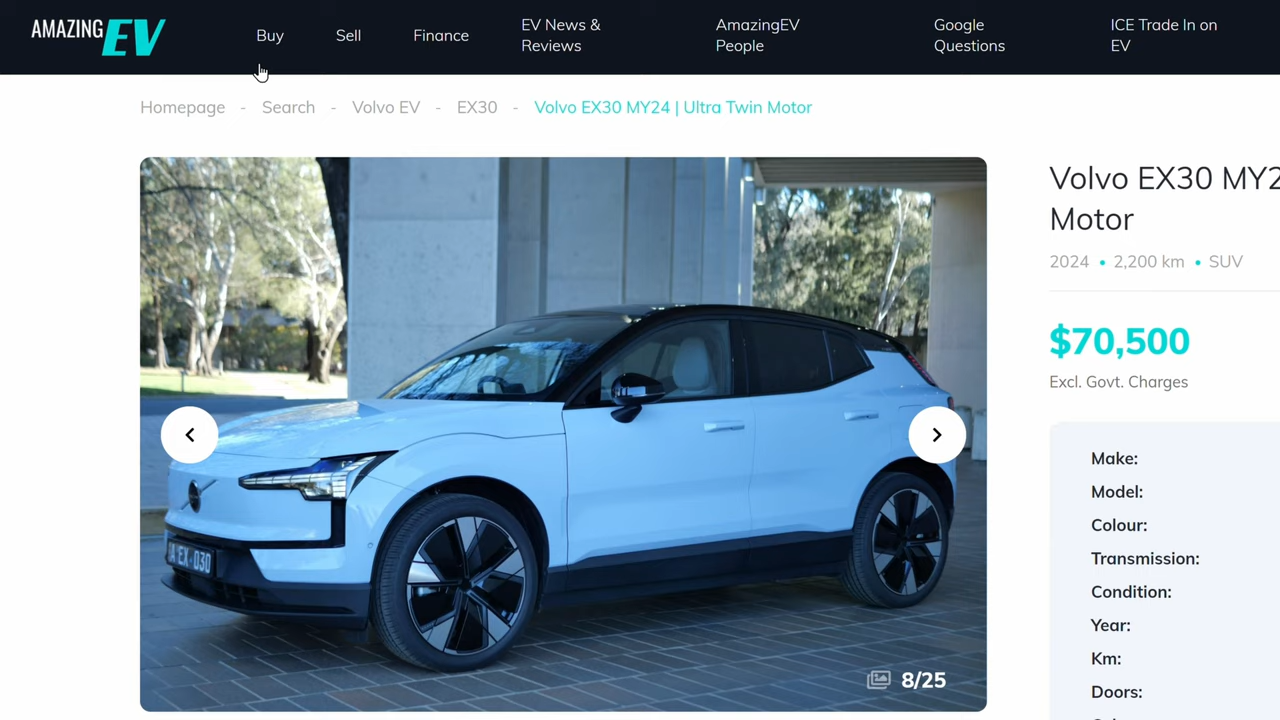 AMAZING EV
Buy
Sell
Finance
EV News &
Reviews
AmazingEV
People
Google
Questions
ICE Trade In on
EV
Homepage - Search - Volvo EV - EX30 - Volvo EX30 MY24 | Ultra Twin Motor
Volvo EX30 MY2
Motor
2024 • 2,200 km • SUV
$70,500
Excl. Govt. Charges
Make:
Model:
Colour:
Transmission:
Condition:
Year:
Km:
Doors:
A EX·030
8/25